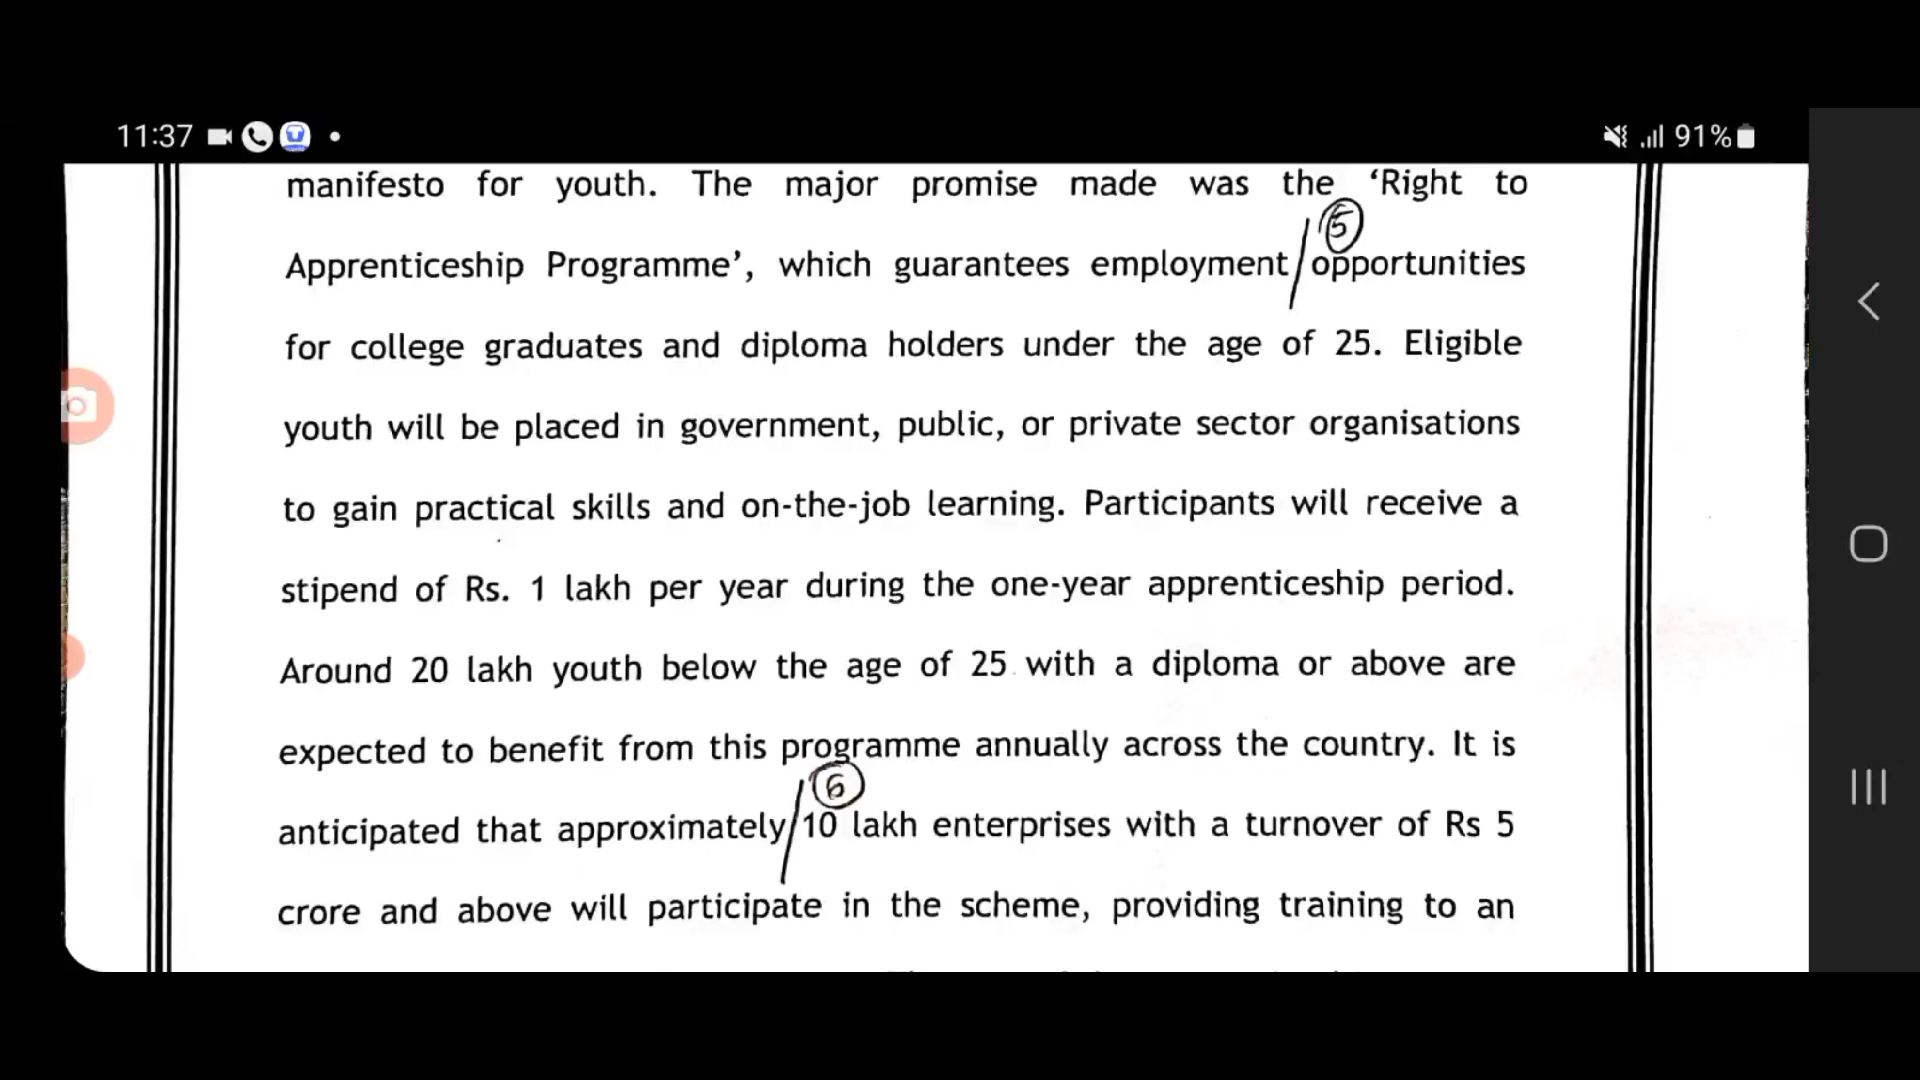 11:37
91%
manifesto for youth. The major promise made was the ‘Right to
5
Apprenticeship Programme’, which guarantees employment/opportunities
for college graduates and diploma holders under the age of 25. Eligible
youth will be placed in government, public, or private sector organisations
to gain practical skills and on-the-job learning. Participants will receive a
stipend of Rs. 1 lakh per year during the one-year apprenticeship period.
Around 20 lakh youth below the age of 25 with a diploma or above are
expected to benefit from this programme annually across the country. It is
6
anticipated that approximately/10 lakh enterprises with a turnover of Rs 5
crore and above will participate in the scheme, providing training to an